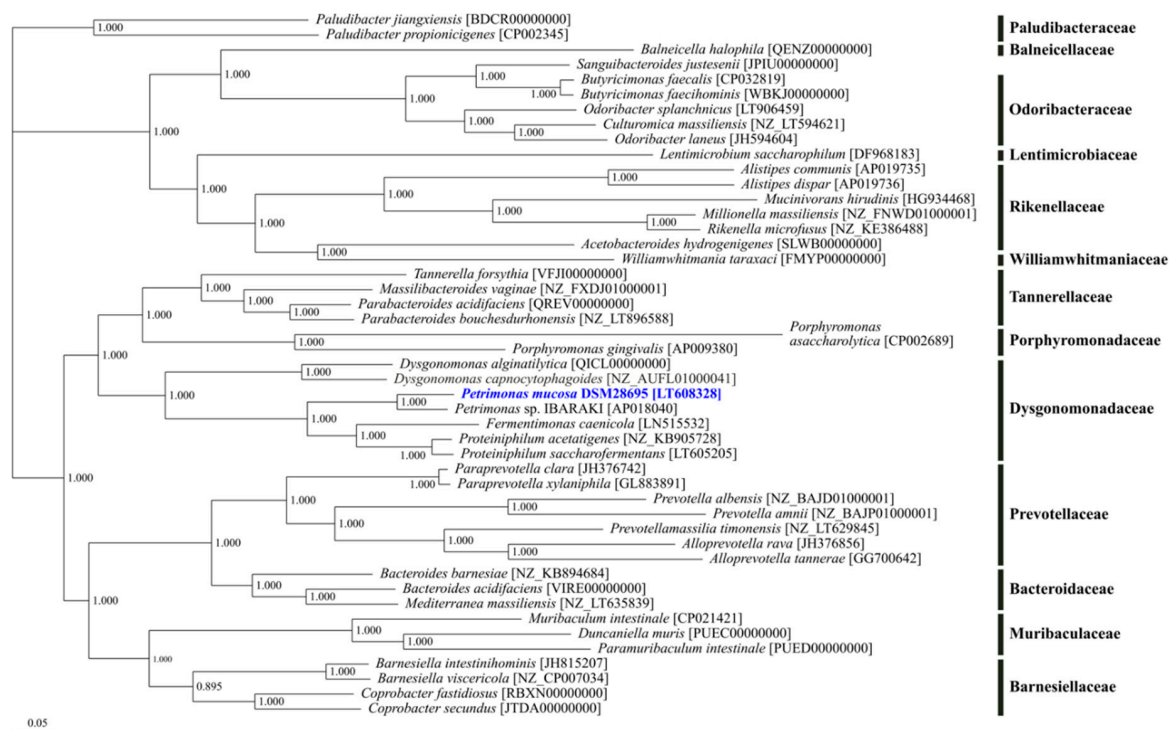 Paludibacter jiangxiensis [BDCR00000000]
Paludibacter propionicigenes [CP002345]
1.000
Paludibacteraceae
Balneicella halophila [QENZ00000000]
Balneicellaceae
Sanguibacteroides justesenii [JPIU00000000]
1.000
Butyricimonas faecalis [CP032819]
1.000
Butyricimonas faecihominis [WBKJ00000000]
1.000
1.000
Odoribacter splanchnicus [LT906459]
1.000
Culturomica massiliensis [NZ_LT594621]
1.000
Odoribacter laneus [JH594604]
Odoribacteraceae
1.000
Lentimicrobium saccharophilum [DF968183]
Lentimicrobiaceae
Alistipes communis [AP019735]
1.000
Alistipes dispar [AP019736]
1.000
1.000
Mucinivorans hirudinis [HG934468]
1.000
Millionella massiliensis [NZ_FNWD01000001]
1.000
Rikenella microfusus [NZ_KE386488]
Rikenellaceae
1.000
Acetobacteroides hydrogenigenes [SLWB00000000]
1.000
Williamwhitmania taraxaci [FMYP00000000]
Williamwhitmaniaceae
Tannerella forsythia [VFJI00000000]
1.000
Massilibacteroides vaginae [NZ_FXDJ01000001]
1.000
Parabacteroides acidifaciens [QREV00000000]
1.000
Parabacteroides bouchesdurhonensis [NZ_LT896588]
Tannerellaceae
1.000
Porphyromonas
asaccharolytica [CP002689]
1.000
Porphyromonas gingivalis [AP009380]
Porphyromonadaceae
1.000
Dysgonomonas alginatilytica [QICL00000000]
1.000
Dysgonomonas capnocytophagoides [NZ_AUFL01000041]
1.000
Petrimonas mucosa DSM28695 [LT608328]
1.000
Petrimonas sp. IBARAKI [AP018040]
1.000
Fermentimonas caenicola [LN515532]
1.000
Proteiniphilum acetatigenes [NZ_KB905728]
1.000
Proteiniphilum saccharofermentans [LT605205]
Dysgonomonadaceae
1.000
Paraprevotella clara [JH376742]
1.000
Paraprevotella xylaniphila [GL883891]
1.000
Prevotella albensis [NZ_BAJD01000001]
1.000
Prevotella amnii [NZ_BAJP01000001]
1.000
Prevotellamassilia timonensis [NZ_LT629845]
1.000
Alloprevotella rava [JH376856]
1.000
Alloprevotella tannerae [GG700642]
Prevotellaceae
1.000
Bacteroides barnesiae [NZ_KB894684]
1.000
Bacteroides acidifaciens [VIRE00000000]
1.000
Mediterranea massiliensis [NZ_LT635839]
Bacteroidaceae
1.000
Muribaculum intestinale [CP021421]
1.000
Duncaniella muris [PUEC00000000]
1.000
Paramuribaculum intestinale [PUED00000000]
Muribaculaceae
1.000
Barnesiella intestinihominis [JH815207]
1.000
Barnesiella viscericola [NZ_CP007034]
0.895
Coprobacter fastidiosus [RBXN00000000]
1.000
Coprobacter secundus [JTDA00000000]
Barnesiellaceae
0.05